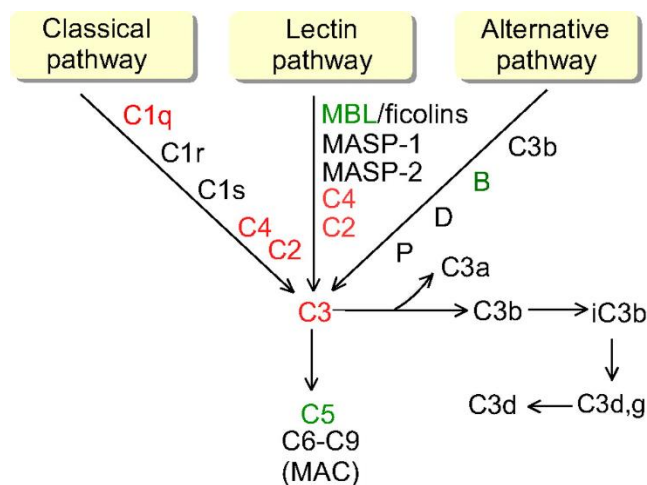 Classical
pathway
Lectin
pathway
Alternative
pathway
C1q
C1r
C1s
C4
C2
MBL/ficolins
MASP-1
MASP-2
C4
C2
C3b
B
D
P
C3
C3a
C3b
iC3b
C3d C3d,g
C5
C6-C9
(MAC)